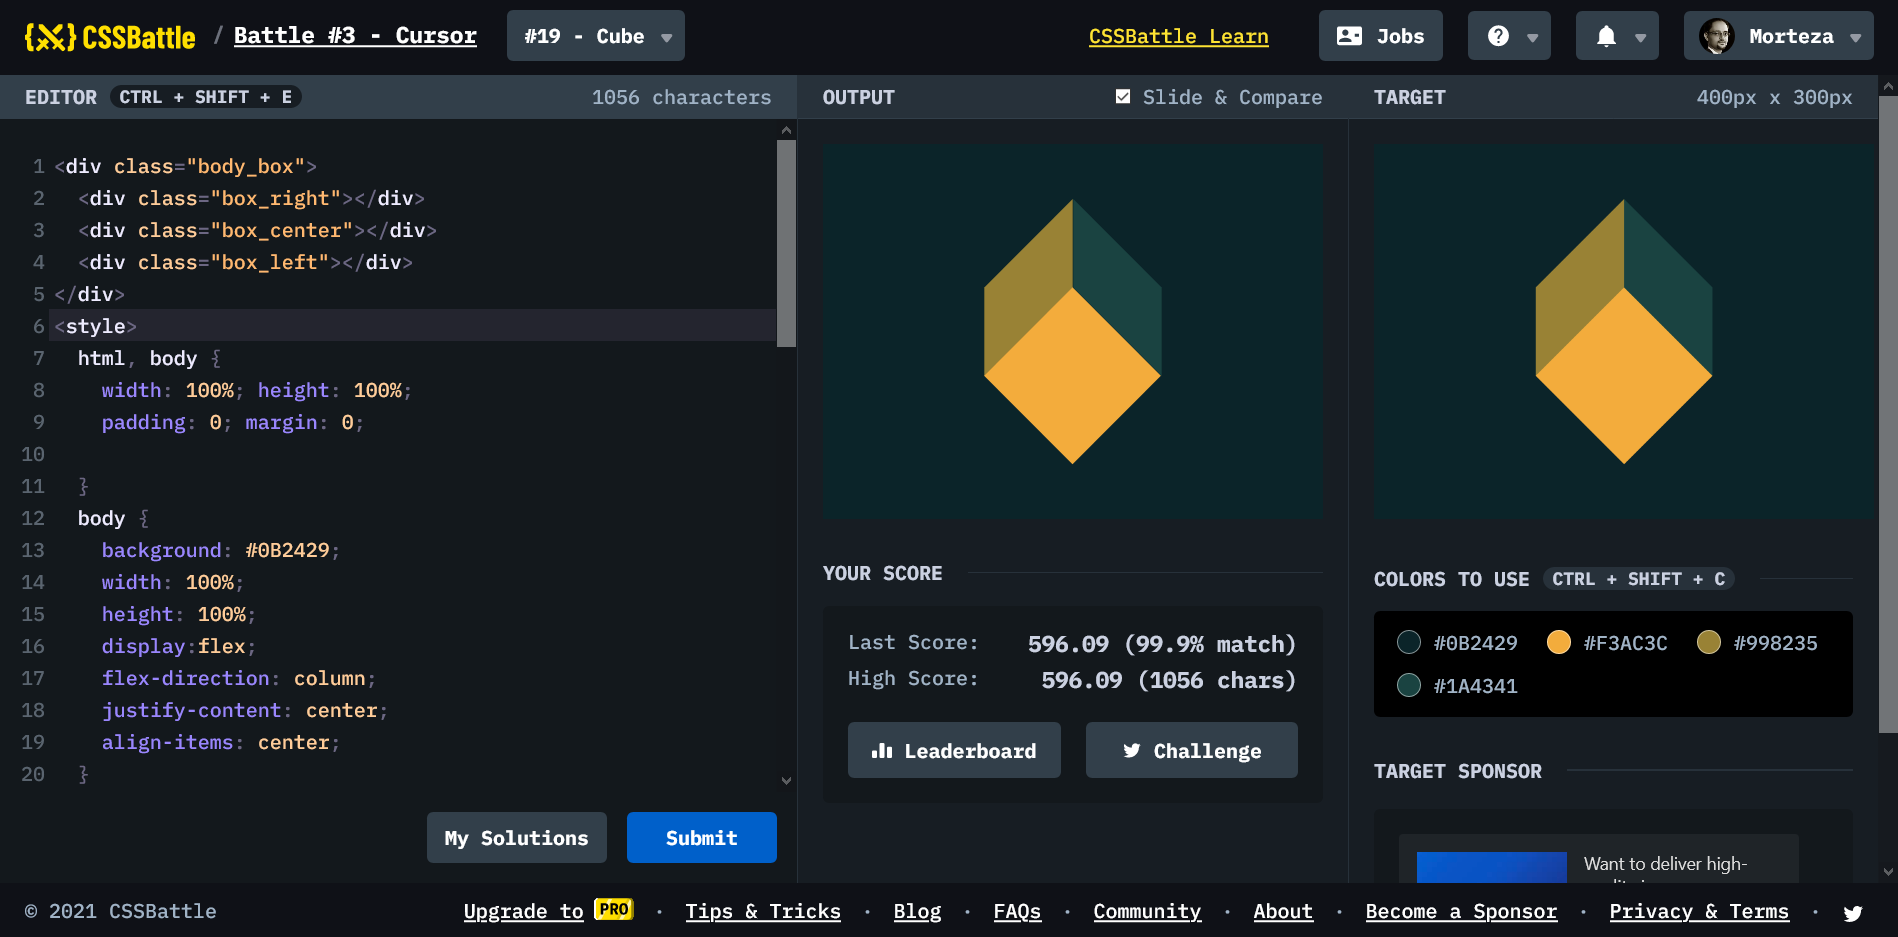 {X} CSSBattle / Battle #3 - Cursor #19 - Cube CSSBattle Learn Jobs Morteza
EDITOR CTRL + SHIFT + E 1056 characters
OUTPUT Slide & Compare
TARGET 400px x 300px
1 <div class="body_box">
2 <div class="box_right"></div>
3 <div class="box_center"></div>
4 <div class="box_left"></div>
5 </div>
6 <style>
7 html, body {
8 width: 100%; height: 100%;
9 padding: 0; margin: 0;
10
11 }
12 body {
13 background: #0B2429;
14 width: 100%;
15 height: 100%;
16 display:flex;
17 flex-direction: column;
18 justify-content: center;
19 align-items: center;
20 }
My Solutions Submit
YOUR SCORE
Last Score: 596.09 (99.9% match)
High Score: 596.09 (1056 chars)
Leaderboard Challenge
COLORS TO USE CTRL + SHIFT + C
#0B2429 #F3AC3C #998235
#1A4341
TARGET SPONSOR
Want to deliver high-
© 2021 CSSBattle Upgrade to PRO · Tips & Tricks · Blog · FAQs · Community · About · Become a Sponsor · Privacy & Terms ·